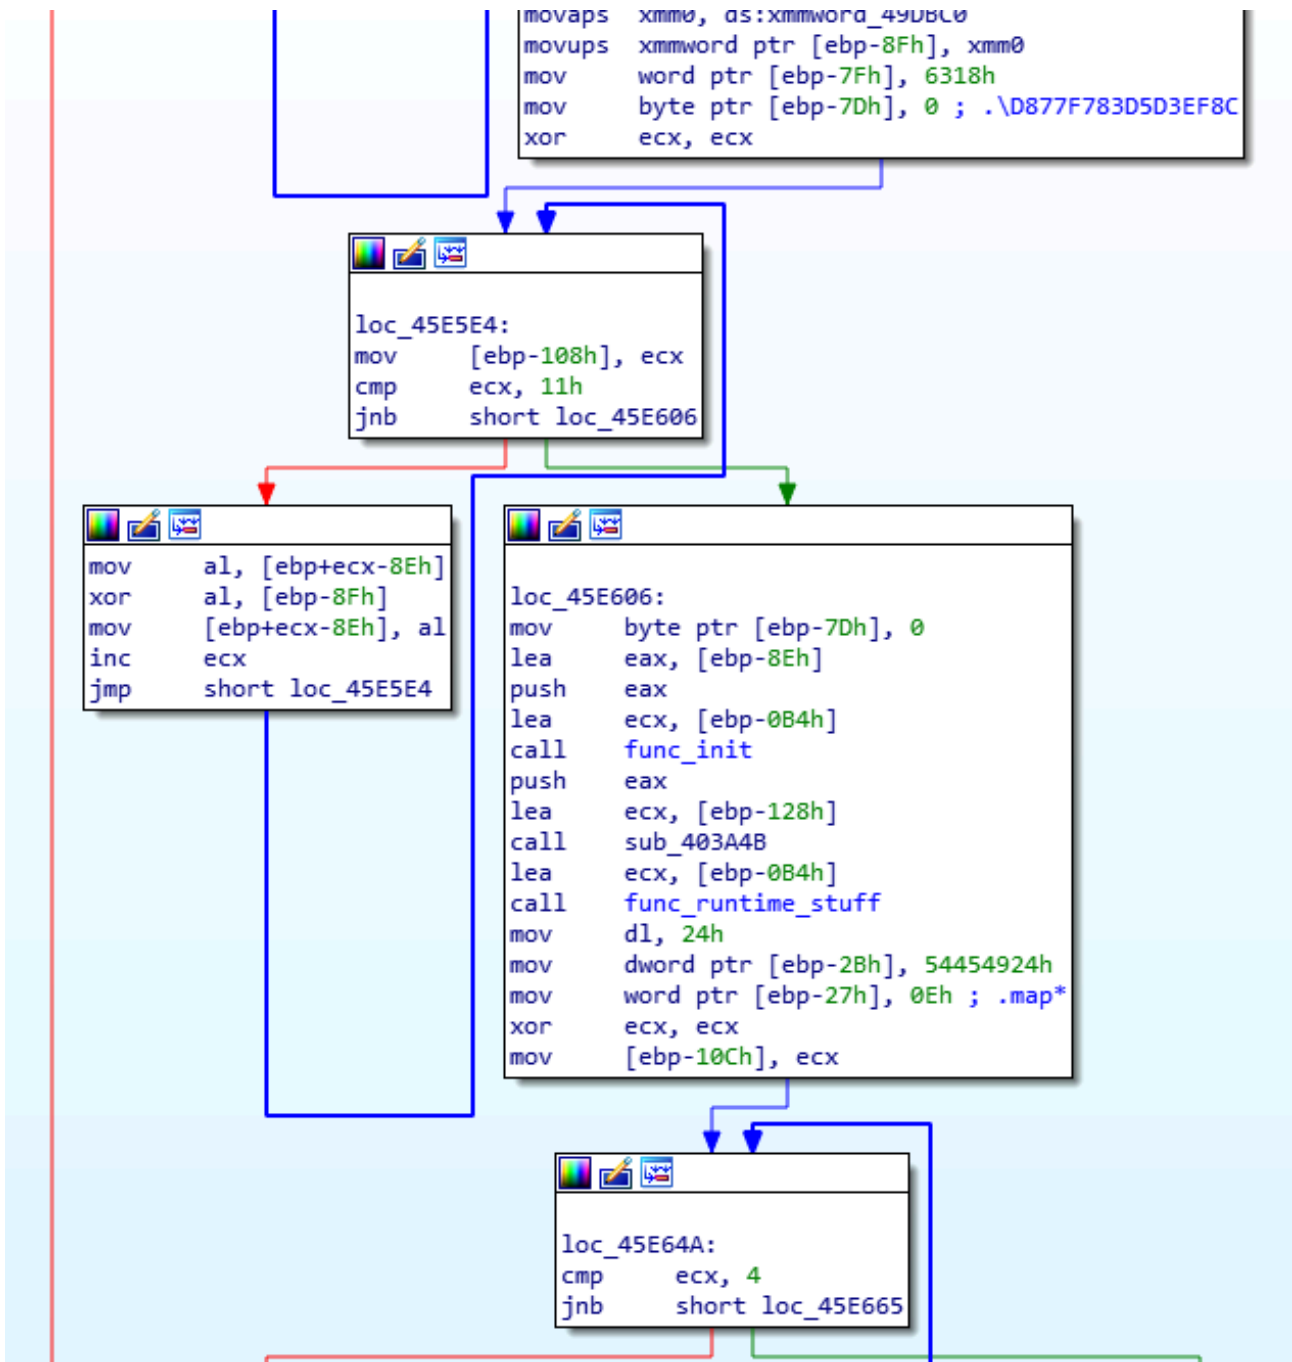 movaps xmm0, ds:xmmword_49DBC0
movups xmmword ptr [ebp-8Fh], xmm0
mov word ptr [ebp-7Fh], 6318h
mov byte ptr [ebp-7Dh], 0 ; .\D877F783D5D3EF8C
xor ecx, ecx
loc_45E5E4:
mov [ebp-108h], ecx
cmp ecx, 11h
jnb short loc_45E606
mov al, [ebp+ecx-8Eh]
xor al, [ebp-8Fh]
mov [ebp+ecx-8Eh], al
inc ecx
jmp short loc_45E5E4
loc_45E606:
mov byte ptr [ebp-7Dh], 0
lea eax, [ebp-8Eh]
push eax
lea ecx, [ebp-0B4h]
call func_init
push eax
lea ecx, [ebp-128h]
call sub_403A4B
lea ecx, [ebp-0B4h]
call func_runtime_stuff
mov dl, 24h
mov dword ptr [ebp-2Bh], 54454924h
mov word ptr [ebp-27h], 0Eh ; .map*
xor ecx, ecx
mov [ebp-10Ch], ecx
loc_45E64A:
cmp ecx, 4
jnb short loc_45E665